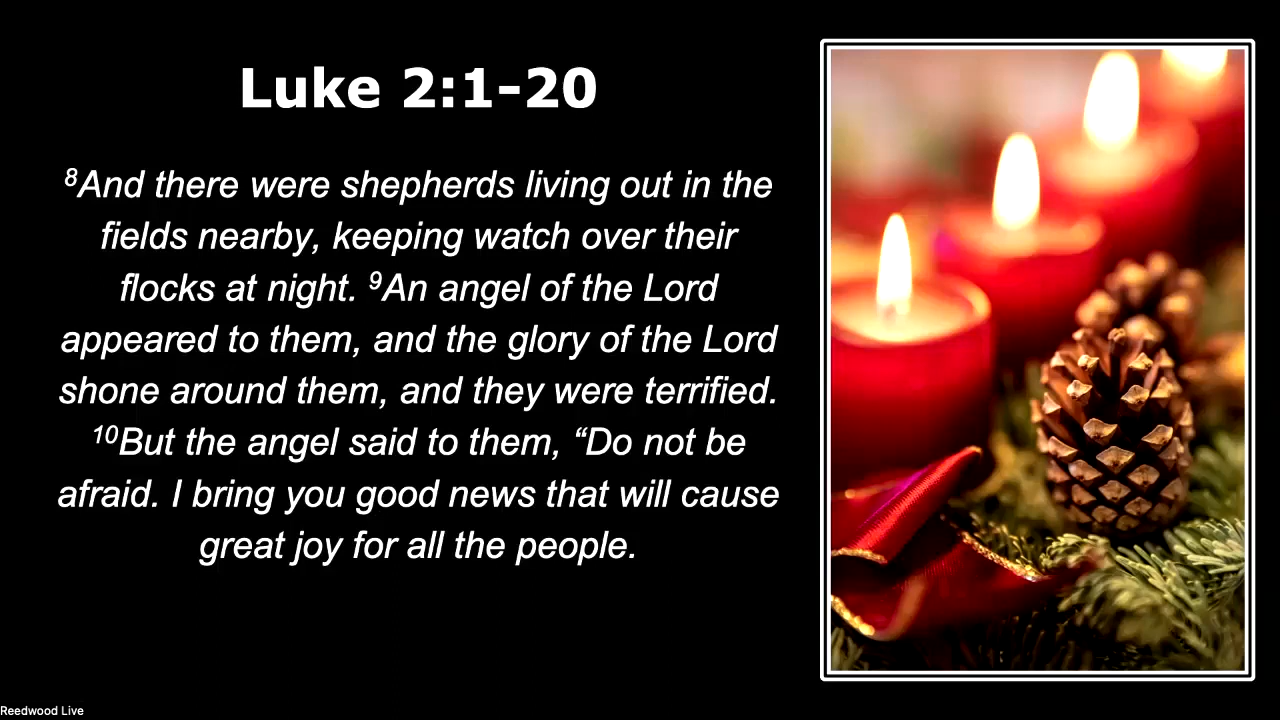 Luke 2:1-20
⁸And there were shepherds living out in the
fields nearby, keeping watch over their
flocks at night. ⁹An angel of the Lord
appeared to them, and the glory of the Lord
shone around them, and they were terrified.
¹⁰But the angel said to them, “Do not be
afraid. I bring you good news that will cause
great joy for all the people.
Reedwood Live